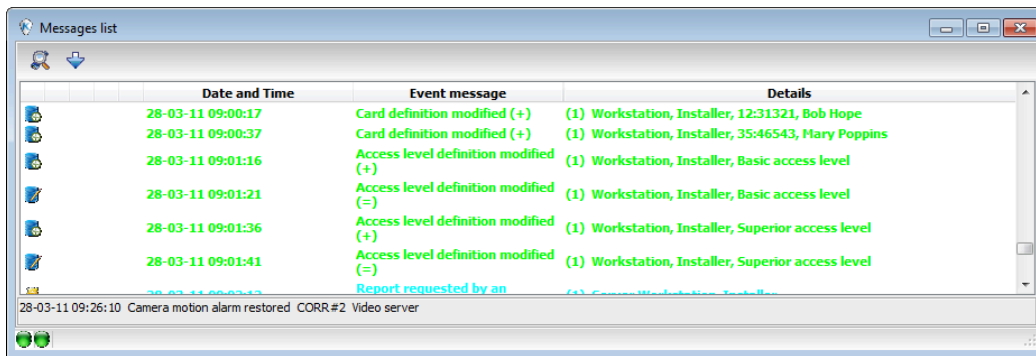 Messages list
Date and Time Event message Details
28-03-11 09:00:17 Card definition modified (+) (1) Workstation, Installer, 12:31321, Bob Hope
28-03-11 09:00:37 Card definition modified (+) (1) Workstation, Installer, 35:46543, Mary Poppins
28-03-11 09:01:16 Access level definition modified (+) (1) Workstation, Installer, Basic access level
28-03-11 09:01:21 Access level definition modified (=) (1) Workstation, Installer, Basic access level
28-03-11 09:01:36 Access level definition modified (+) (1) Workstation, Installer, Superior access level
28-03-11 09:01:41 Access level definition modified (=) (1) Workstation, Installer, Superior access level
Report requested by an
28-03-11 09:26:10 Camera motion alarm restored CORR#2 Video server